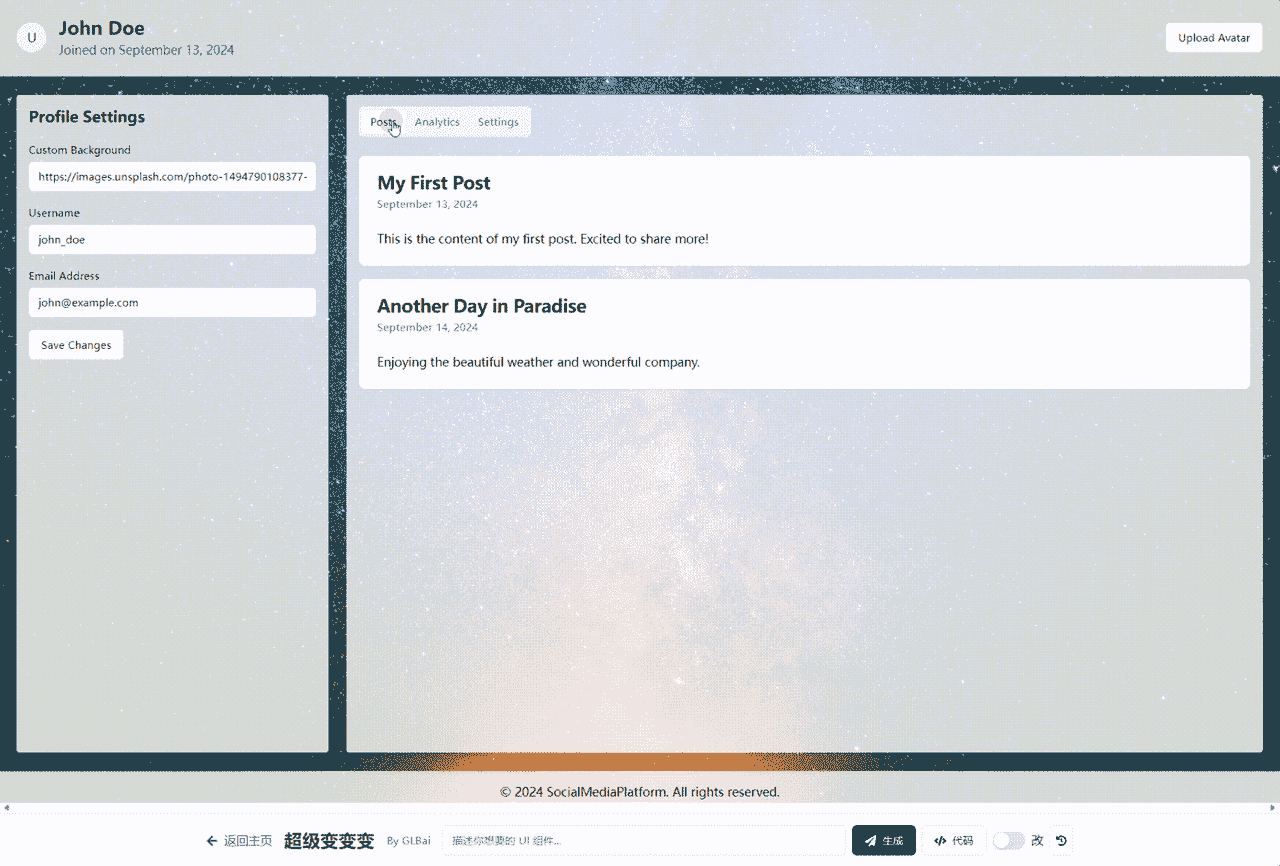 U
John Doe
Joined on September 13, 2024
Upload Avatar
Profile Settings
Custom Background
https://images.unsplash.com/photo-1494790108377-
Username
john_doe
Email Address
john@example.com
Save Changes
Posts Analytics Settings
My First Post
September 13, 2024
This is the content of my first post. Excited to share more!
Another Day in Paradise
September 14, 2024
Enjoying the beautiful weather and wonderful company.
© 2024 SocialMediaPlatform. All rights reserved.
返回主页 超级变变变 By GLBai 描述你想要的 UI 组件... 生成 代码 改